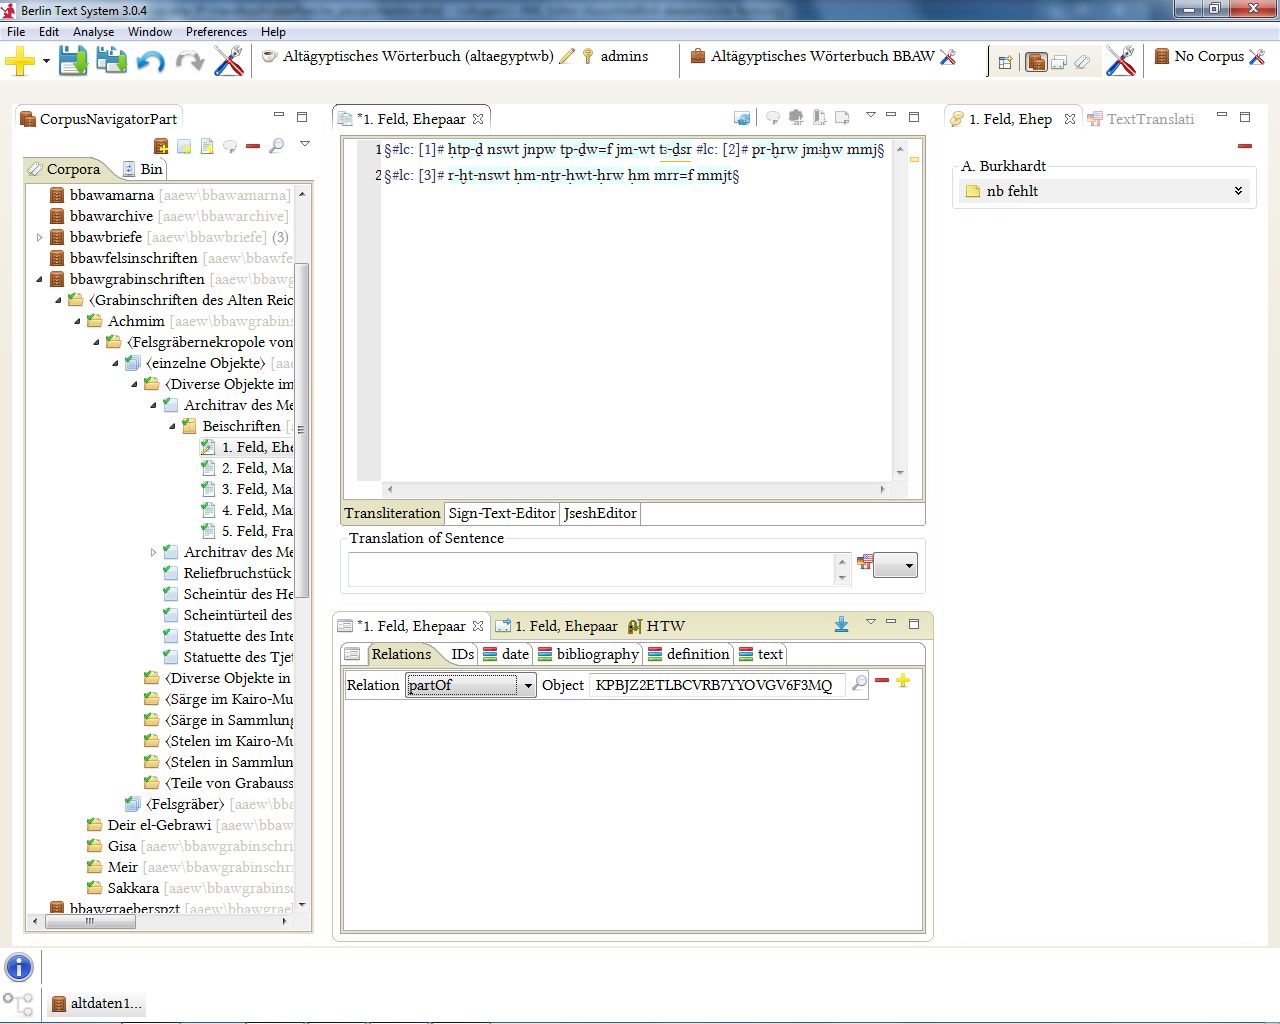 Berlin Text System 3.0.4
File Edit Analyse Window Preferences Help
Altägyptisches Wörterbuch (altaegyptwb) admins Altägyptisches Wörterbuch BBAW No Corpus
CorpusNavigatorPart
Corpora Bin
bbawamarna [aaew\bbawamarna]
bbawarchive [aaew\bbawarchive]
bbawbriefe [aaew\bbawbriefe] (3)
bbawfelsinschriften [aaew\bbawfe
bbawgrabinschriften [aaew\bbawg
⟨Grabinschriften des Alten Reic
Achmim [aaew\bbawgrabins
⟨Felsgräbernekropole von
⟨einzelne Objekte⟩ [aae
⟨Diverse Objekte im
Architrav des Me
Beischriften [
1. Feld, Ehe
2. Feld, Ma
3. Feld, Ma
4. Feld, Ma
5. Feld, Fra
Architrav des Me
Reliefbruchstück
Scheintür des He
Scheintürteil des
Statuette des Inte
Statuette des Tjet
⟨Diverse Objekte in
⟨Särge im Kairo-Mu
⟨Särge in Sammlung
⟨Stelen im Kairo-Mu
⟨Stelen in Sammlun
⟨Teile von Grabauss
⟨Felsgräber⟩ [aaew\bba
Deir el-Gebrawi [aaew\bbaw
Gisa [aaew\bbawgrabinschri
Meir [aaew\bbawgrabinschr
Sakkara [aaew\bbawgrabinsc
bbawgraeberspzt [aaew\bbawgrael
*1. Feld, Ehepaar
1 §#lc: [1]# ḥtp-ḏ nswt jnpw tp-ḏw=f jm-wt tꜣ-ḏsr #lc: [2]# pr-ḫrw jmꜣḫw mmj§
2 §#lc: [3]# r-ḫt-nswt ḥm-nṯr-ḥwt-ḥrw ḥm mrr=f mmjt§
Transliteration Sign-Text-Editor JseshEditor
Translation of Sentence
*1. Feld, Ehepaar 1. Feld, Ehepaar HTW
Relations IDs date bibliography definition text
Relation partOf Object KPBJZ2ETLBCVRB7YYOVGV6F3MQ
1. Feld, Ehep TextTranslati
A. Burkhardt
nb fehlt
altdaten1...